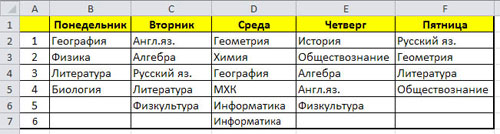 A B C D E F
1 Понедельник Вторник Среда Четверг Пятница
2 1 География Англ.яз. Геометрия История Русский яз.
3 2 Физика Алгебра Химия Обществознание Геометрия
4 3 Литература Русский яз. География Алгебра Литература
5 4 Биология Литература МХК Англ.яз. Обществознание
6 5 Физкультура Информатика Физкультура
7 6 Информатика